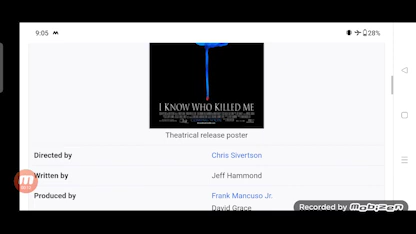 9:05
28%
I KNOW WHO KILLED ME
Theatrical release poster
Directed by Chris Sivertson
Written by Jeff Hammond
Produced by Frank Mancuso Jr.
David Grace
Recorded by Mobizen